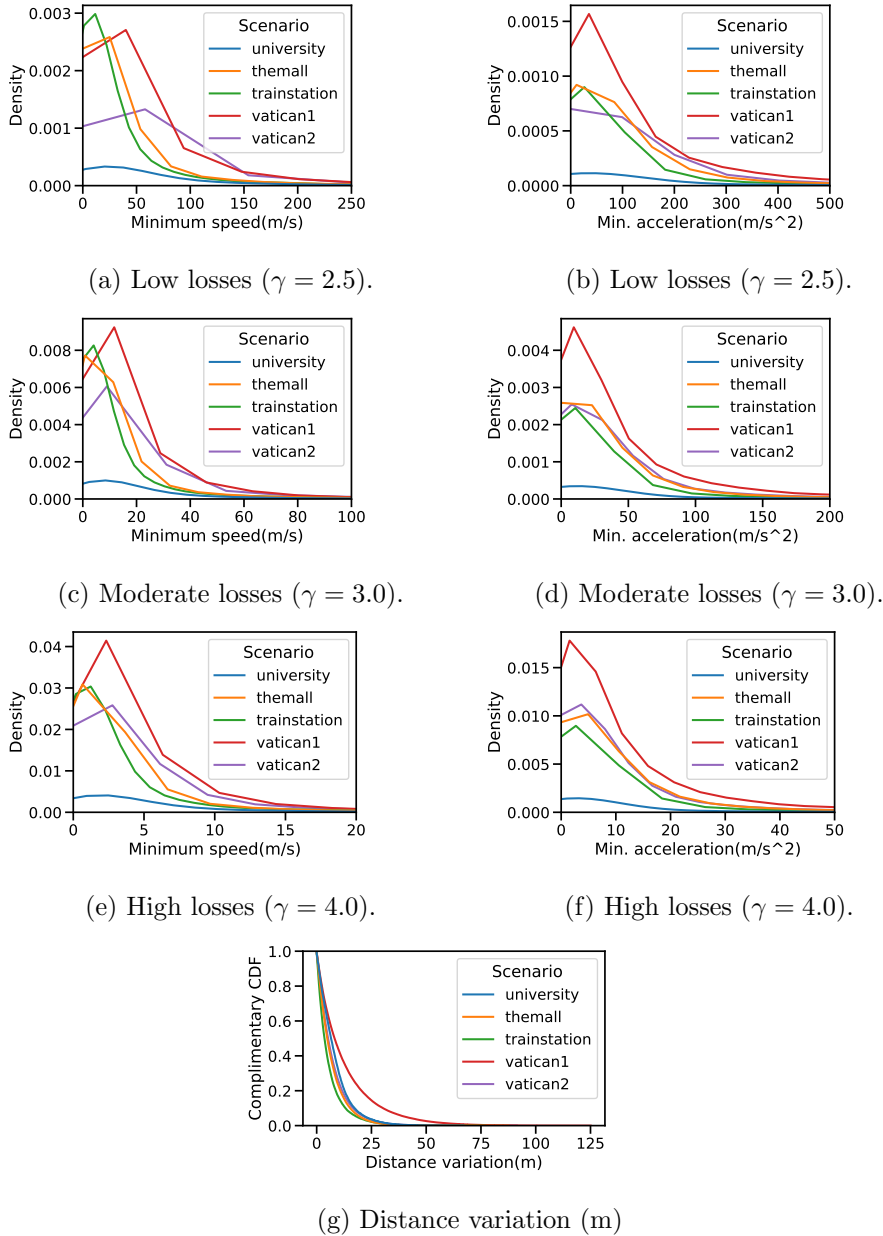 0.003
0.002
0.001
0.000
Density
0 50 100 150 200 250
Minimum speed(m/s)
Scenario
university
themall
trainstation
vatican1
vatican2
(a) Low losses (γ = 2.5).
0.0015
0.0010
0.0005
0.0000
Density
0 100 200 300 400 500
Min. acceleration(m/s^2)
Scenario
university
themall
trainstation
vatican1
vatican2
(b) Low losses (γ = 2.5).
0.008
0.006
0.004
0.002
0.000
Density
0 20 40 60 80 100
Minimum speed(m/s)
Scenario
university
themall
trainstation
vatican1
vatican2
(c) Moderate losses (γ = 3.0).
0.004
0.003
0.002
0.001
0.000
Density
0 50 100 150 200
Min. acceleration(m/s^2)
Scenario
university
themall
trainstation
vatican1
vatican2
(d) Moderate losses (γ = 3.0).
0.04
0.03
0.02
0.01
0.00
Density
0 5 10 15 20
Minimum speed(m/s)
Scenario
university
themall
trainstation
vatican1
vatican2
(e) High losses (γ = 4.0).
0.015
0.010
0.005
0.000
Density
0 10 20 30 40 50
Min. acceleration(m/s^2)
Scenario
university
themall
trainstation
vatican1
vatican2
(f) High losses (γ = 4.0).
1.0
0.8
0.6
0.4
0.2
0.0
Complimentary CDF
0 25 50 75 100 125
Distance variation(m)
Scenario
university
themall
trainstation
vatican1
vatican2
(g) Distance variation (m)